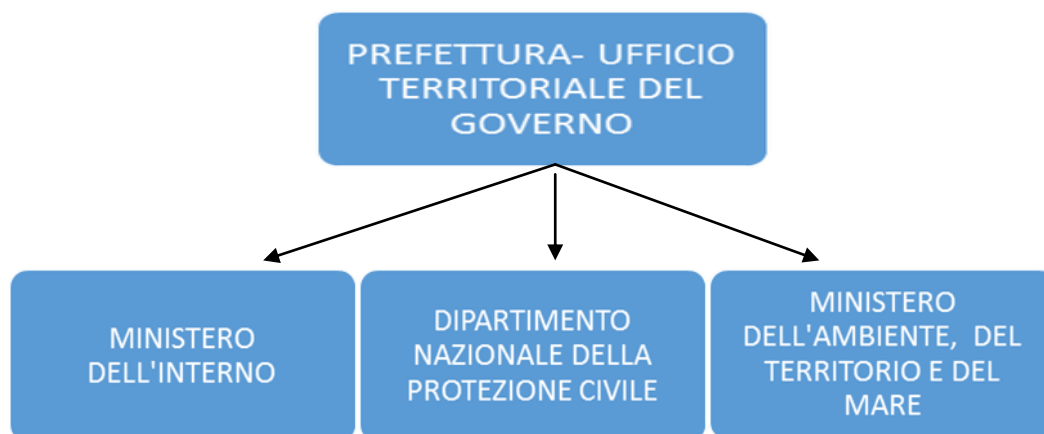 PREFETTURA- UFFICIO
TERRITORIALE DEL
GOVERNO
MINISTERO
DELL'INTERNO
DIPARTIMENTO
NAZIONALE DELLA
PROTEZIONE CIVILE
MINISTERO
DELL'AMBIENTE, DEL
TERRITORIO E DEL
MARE